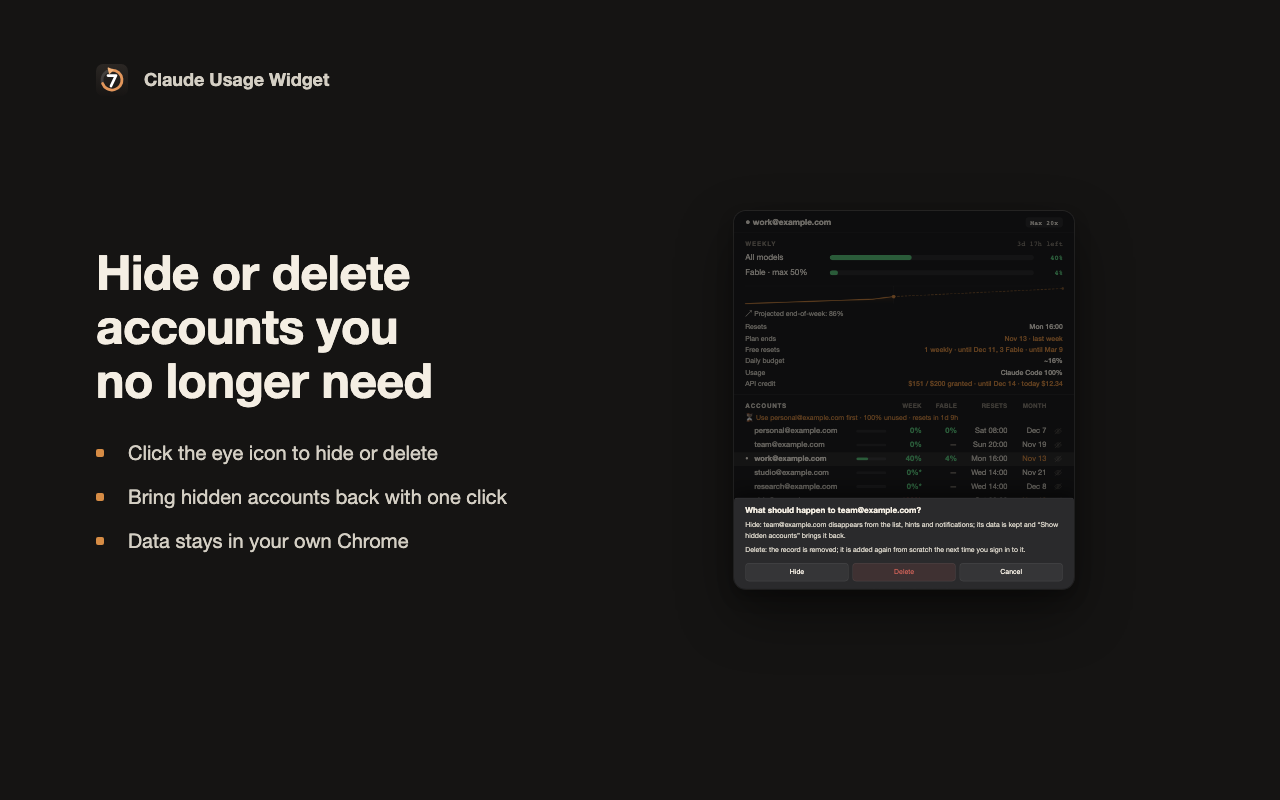 7 Claude Usage Widget
Hide or delete
accounts you
no longer need
Click the eye icon to hide or delete
Bring hidden accounts back with one click
Data stays in your own Chrome
work@example.com Max 20x
WEEKLY 3d 17h left
All models 40%
Fable · max 50% 4%
Projected end-of-week: 86%
Resets Mon 16:00
Plan ends Nov 13 · last week
Free resets 1 weekly · until Dec 11, 3 Fable · until Mar 9
Daily budget ~16%
Usage Claude Code 100%
API credit $151 / $200 granted · until Dec 14 · today $12.34
ACCOUNTS WEEK FABLE RESETS MONTH
Use personal@example.com first · 100% unused · resets in 1d 9h
personal@example.com 0% 0% Sat 08:00 Dec 7
team@example.com 0% — Sun 20:00 Nov 19
work@example.com 40% 4% Mon 16:00 Nov 13
studio@example.com 0%* — Wed 14:00 Nov 21
research@example.com 0%* — Wed 14:00 Dec 8
What should happen to team@example.com?
Hide: team@example.com disappears from the list, hints and notifications; its data is kept and "Show
hidden accounts" brings it back.
Delete: the record is removed; it is added again from scratch the next time you sign in to it.
Hide Delete Cancel